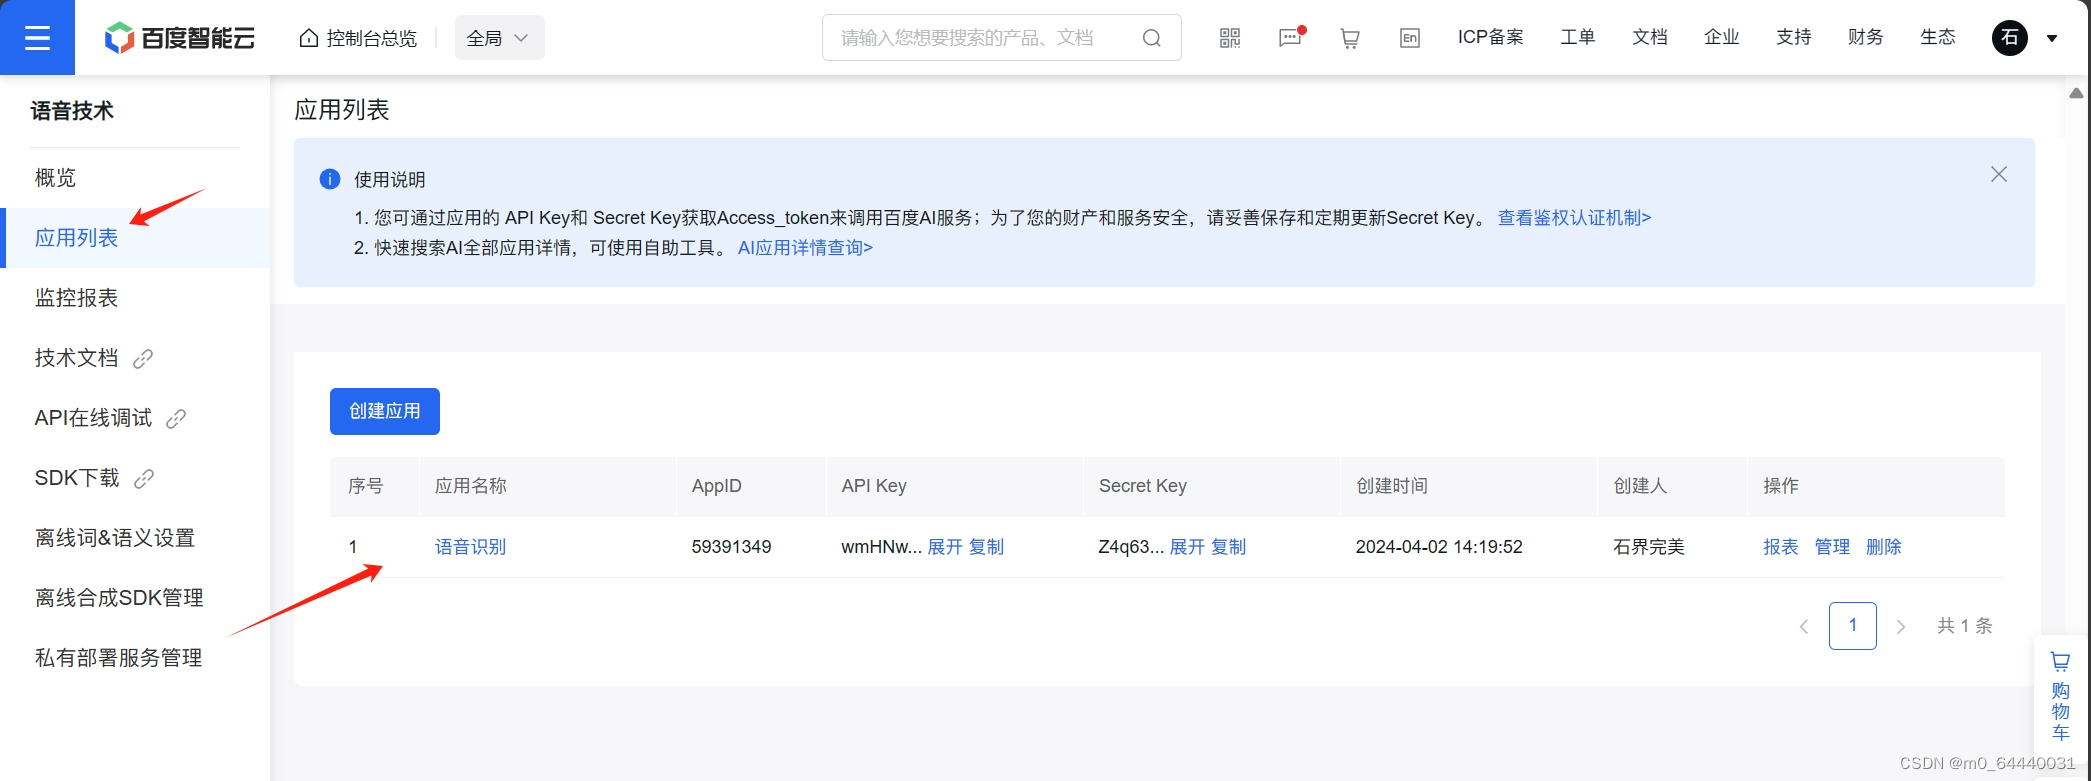 百度智能云
控制台总览
全局
请输入您想要搜索的产品、文档
En
ICP备案
工单
文档
企业
支持
财务
生态
石
语音技术
概览
应用列表
监控报表
技术文档
API在线调试
SDK下载
离线词&语义设置
离线合成SDK管理
私有部署服务管理
应用列表
使用说明
1. 您可通过应用的 API Key和 Secret Key获取Access_token来调用百度AI服务；为了您的财产和服务安全，请妥善保存和定期更新Secret Key。 查看鉴权认证机制>
2. 快速搜索AI全部应用详情，可使用自助工具。 AI应用详情查询>
创建应用
序号 应用名称 AppID API Key Secret Key 创建时间 创建人 操作
1 语音识别 59391349 wmHNw... 展开 复制 Z4q63... 展开 复制 2024-04-02 14:19:52 石界完美 报表 管理 删除
1 共 1 条
购物车
CSDN @m0_64440031